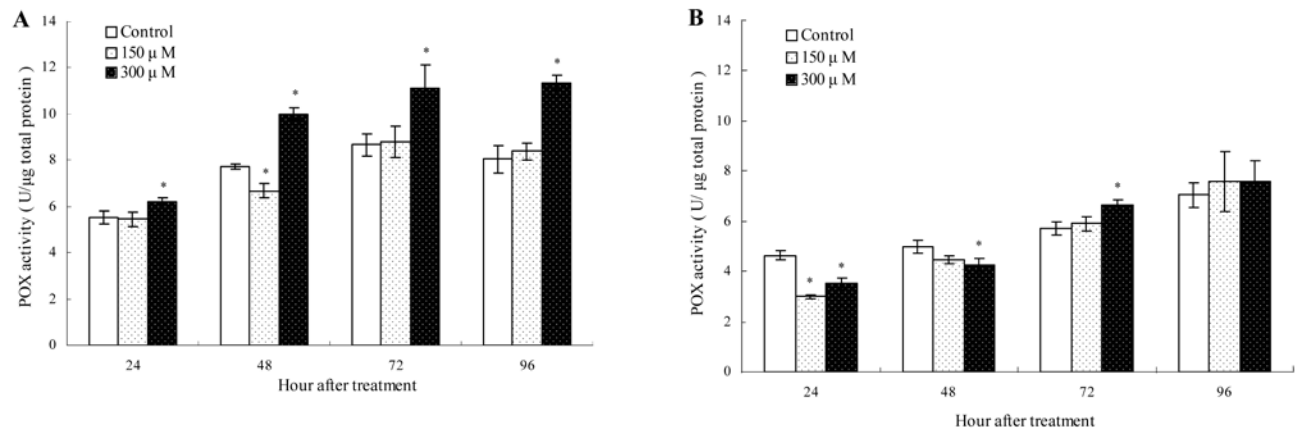 A
Control
150 µ M
300 µ M
POX activity ( U/µg total protein )
14
12
10
8
6
4
2
0
*
*
*
*
*
24
48
72
96
Hour after treatment
B
Control
150 µ M
300 µ M
POX activity ( U/ µg total protein )
14
12
10
8
6
4
2
0
*
*
*
*
24
48
72
96
Hour after treatment